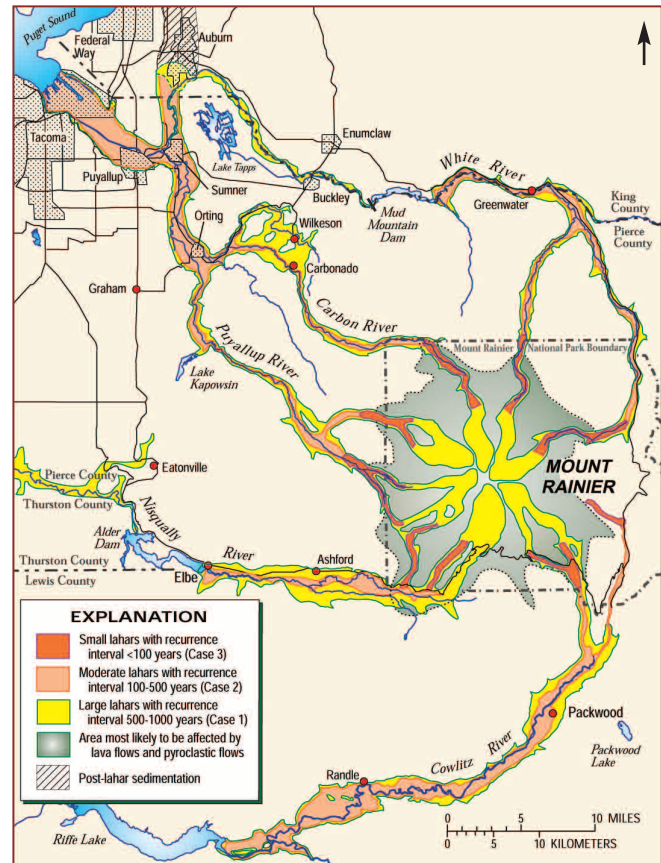 Puget Sound
Federal
Way
Auburn
Tacoma
Puyallup
Sumner
Lake Tapps
Enumclaw
Buckley
Mud
Mountain
Dam
White River
Greenwater
King
County
Pierce
County
Orting
Wilkeson
Carbonado
Graham
Carbon River
Puyallup River
Lake
Kapowsin
Mount Rainier
National Park Boundary
MOUNT
RAINIER
Eatonville
Pierce County
Thurston County
Nisqually
River
Alder
Dam
Thurston County
Lewis County
Elbe
Ashford
EXPLANATION
Small lahars with recurrence
interval <100 years (Case 3)
Moderate lahars with recurrence
interval 100-500 years (Case 2)
Large lahars with recurrence
interval 500-1000 years (Case 1)
Area most likely to be affected by
lava flows and pyroclastic flows
Post-lahar sedimentation
Packwood
Packwood
Lake
Cowlitz
River
Randle
Riffe Lake
0 5 10 MILES
0 5 10 KILOMETERS